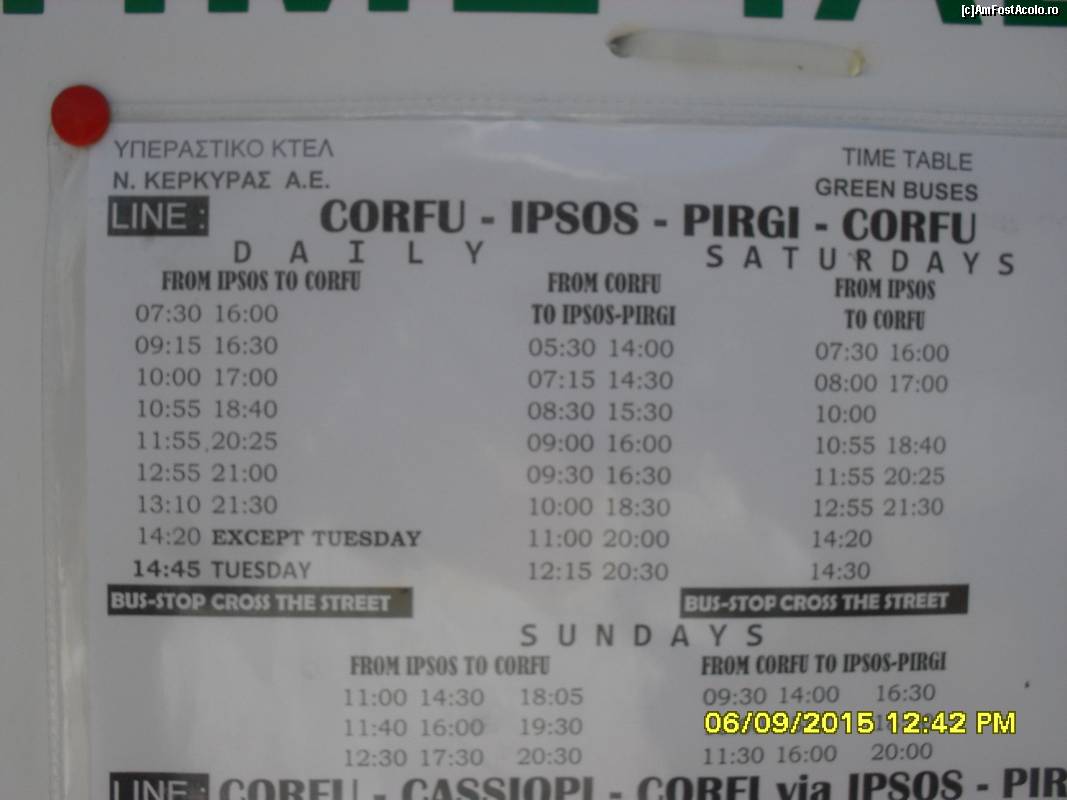 [c]AmFostAcolo.ro
ΥΠΕΡΑΣΤΙΚΟ ΚΤΕΛ
Ν. ΚΕΡΚΥΡΑΣ Α.Ε.
TIME TABLE
GREEN BUSES
LINE : CORFU - IPSOS - PIRGI - CORFU
DAILY SATURDAYS
FROM IPSOS TO CORFU
07:30 16:00
09:15 16:30
10:00 17:00
10:55 18:40
11:55 20:25
12:55 21:00
13:10 21:30
14:20 EXCEPT TUESDAY
14:45 TUESDAY
BUS-STOP CROSS THE STREET
FROM CORFU
TO IPSOS-PIRGI
05:30 14:00
07:15 14:30
08:30 15:30
09:00 16:00
09:30 16:30
10:00 18:30
11:00 20:00
12:15 20:30
FROM IPSOS
TO CORFU
07:30 16:00
08:00 17:00
10:00
10:55 18:40
11:55 20:25
12:55 21:30
14:20
14:30
BUS-STOP CROSS THE STREET
SUNDAYS
FROM IPSOS TO CORFU
11:00 14:30 18:05
11:40 16:00 19:30
12:30 17:30 20:30
FROM CORFU TO IPSOS-PIRGI
09:30 14:00 16:30
06/09/2015 12:42 PM
11:30 16:00 20:00
LINE : CORFU - CASSIOPI - CORFU via IPSOS - PIR